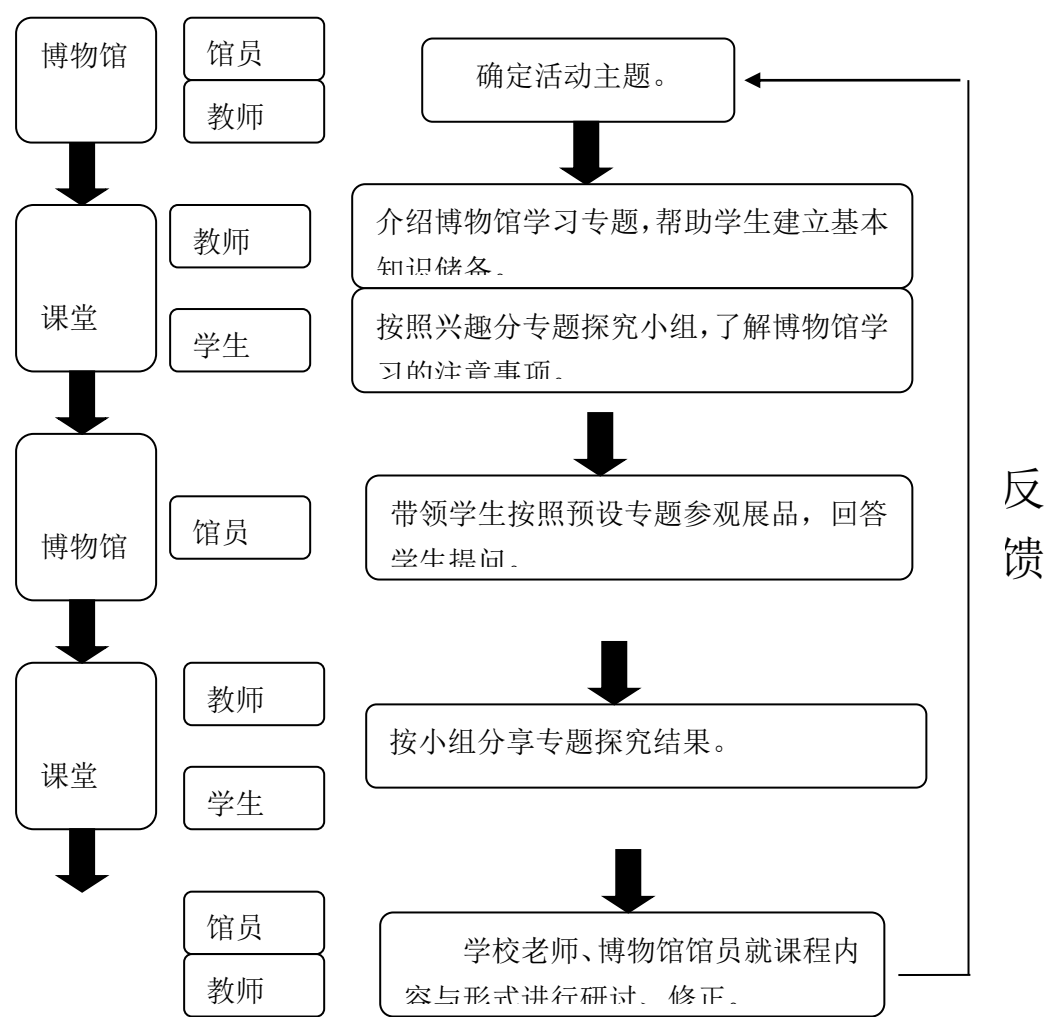 博物馆
馆员
教师
确定活动主题。
课堂
教师
学生
介绍博物馆学习专题，帮助学生建立基本
知识储备。
按照兴趣分专题探究小组，了解博物馆学
习的注意事项。
博物馆
馆员
带领学生按照预设专题参观展品，回答
学生提问。
课堂
教师
学生
按小组分享专题探究结果。
馆员
教师
学校老师、博物馆馆员就课程内
容与形式进行研讨、修正。
反
馈